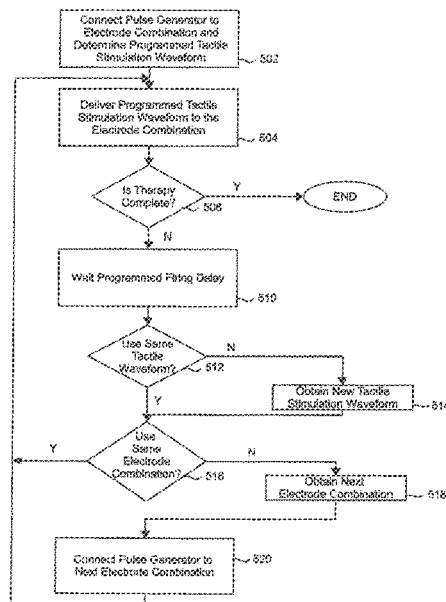 Connect Pulse Generator to
Electrode Combination and
Determine Programmed Tactile
Stimulation Waveform
502
Deliver Programmed Tactile
Stimulation Waveform to the
Electrode Combination
504
Is Therapy
Complete?
Y
END
N
Wait Programmed Firing Delay
510
Use Same
Tactile
Waveform?
N
512
Obtain New Tactile
Stimulation Waveform
514
Y
Use
Same
Electrode
Combination?
Y
N
516
Obtain Next
Electrode Combination
518
Connect Pulse Generator to
Next Electrode Combination
520